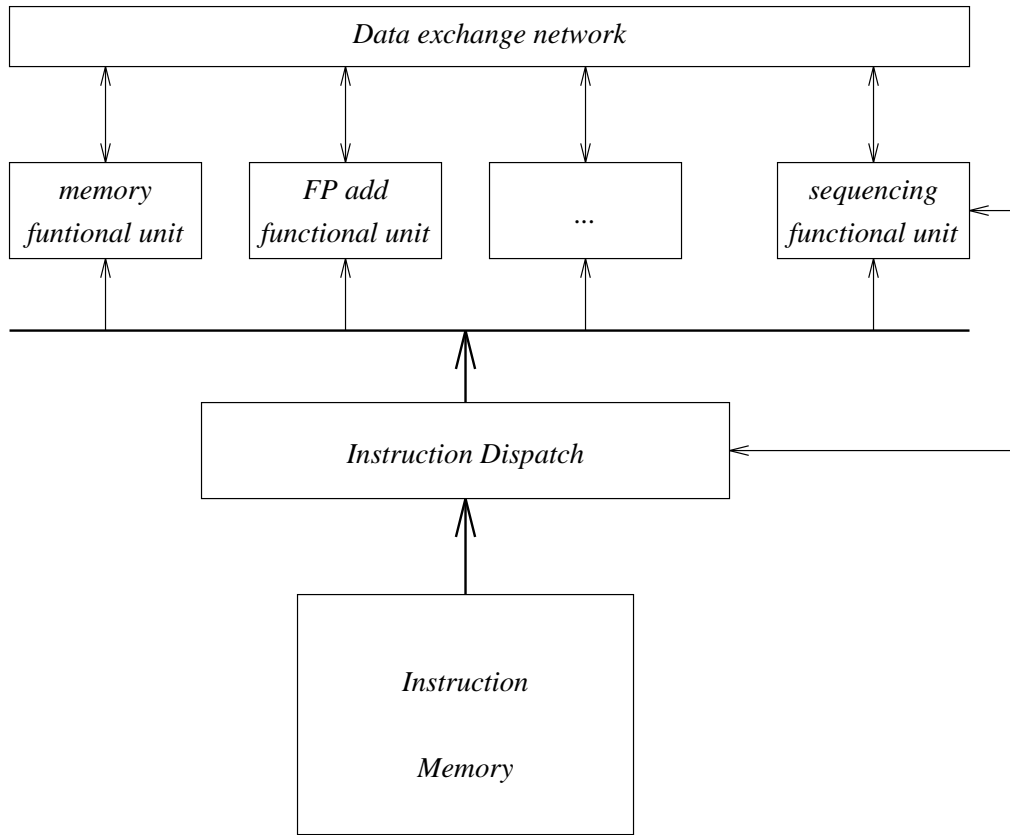 Data exchange network
memory
funtional unit
FP add
functional unit
...
sequencing
functional unit
Instruction Dispatch
Instruction
Memory